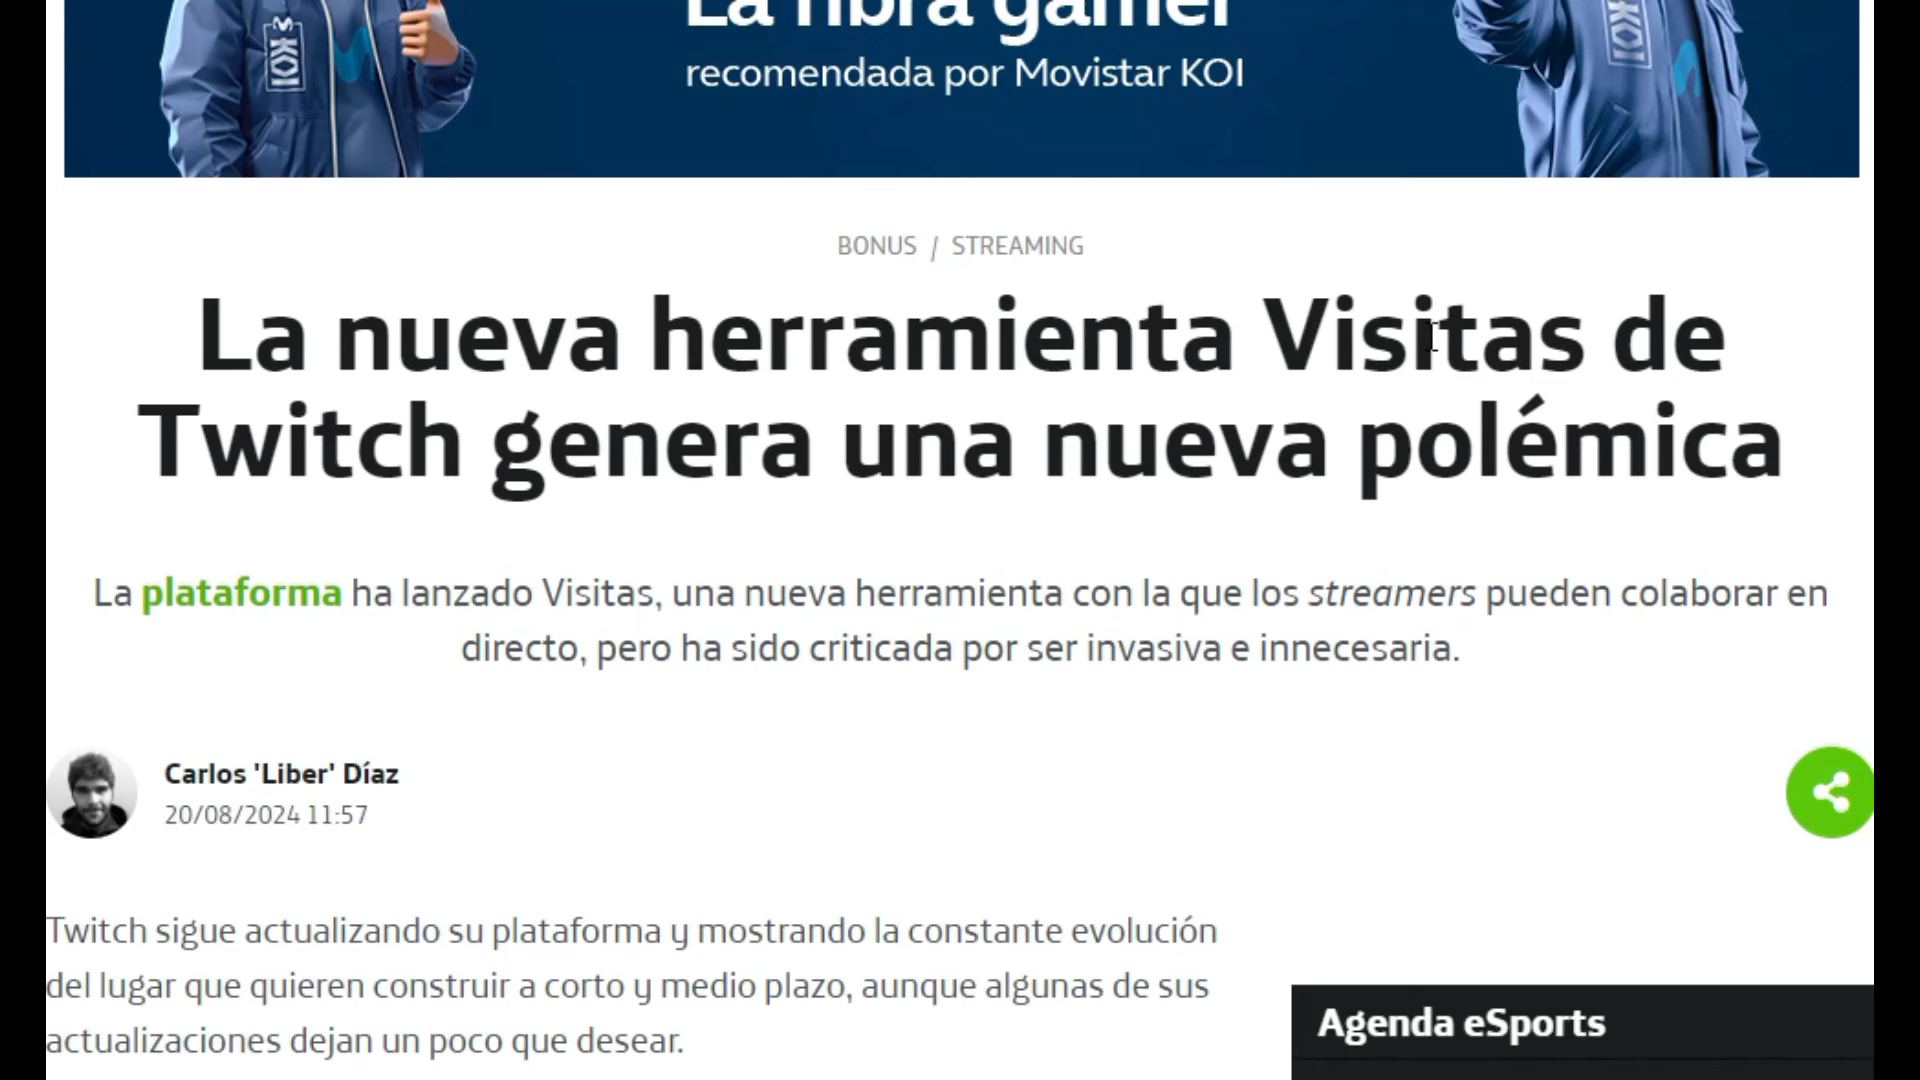 La fibra gamer
recomendada por Movistar KOI
KOI
KOI
BONUS / STREAMING
La nueva herramienta Visitas de
Twitch genera una nueva polémica
La plataforma ha lanzado Visitas, una nueva herramienta con la que los streamers pueden colaborar en
directo, pero ha sido criticada por ser invasiva e innecesaria.
Carlos 'Liber' Díaz
20/08/2024 11:57
Twitch sigue actualizando su plataforma y mostrando la constante evolución
del lugar que quieren construir a corto y medio plazo, aunque algunas de sus
actualizaciones dejan un poco que desear.
Agenda eSports